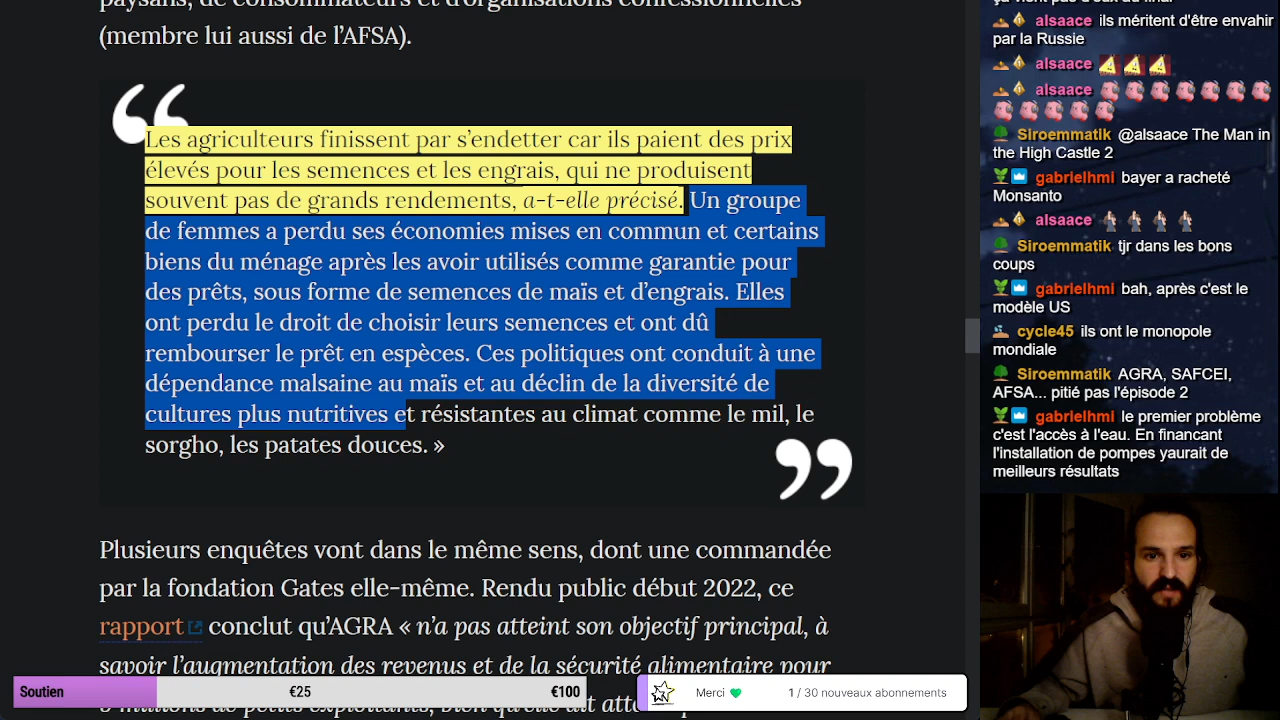 paysans, de consommateurs et d'organisations confessionnelles
(membre lui aussi de l'AFSA).
Les agriculteurs finissent par s'endetter car ils paient des prix
élevés pour les semences et les engrais, qui ne produisent
souvent pas de grands rendements, a-t-elle précisé. Un groupe
de femmes a perdu ses économies mises en commun et certains
biens du ménage après les avoir utilisés comme garantie pour
des prêts, sous forme de semences de maïs et d'engrais. Elles
ont perdu le droit de choisir leurs semences et ont dû
rembourser le prêt en espèces. Ces politiques ont conduit à une
dépendance malsaine au maïs et au déclin de la diversité de
cultures plus nutritives et résistantes au climat comme le mil, le
sorgho, les patates douces. »
Plusieurs enquêtes vont dans le même sens, dont une commandée
par la fondation Gates elle-même. Rendu public début 2022, ce
rapport conclut qu'AGRA « n'a pas atteint son objectif principal, à
savoir l'augmentation des revenus et de la sécurité alimentaire pour
Soutien €25 €100
Merci 1 / 30 nouveaux abonnements
alsaace ils méritent d'être envahir
par la Russie
alsaace
alsaace
Siroemmatik @alsaace The Man in
the High Castle 2
gabrielhmi bayer a racheté
Monsanto
alsaace
Siroemmatik tjr dans les bons
coups
gabrielhmi bah, après c'est le
modèle US
cycle45 ils ont le monopole
mondiale
Siroemmatik AGRA, SAFCEI,
AFSA... pitié pas l'épisode 2
gabrielhmi le premier problème
c'est l'accès à l'eau. En financant
l'installation de pompes yaurait de
meilleurs résultats